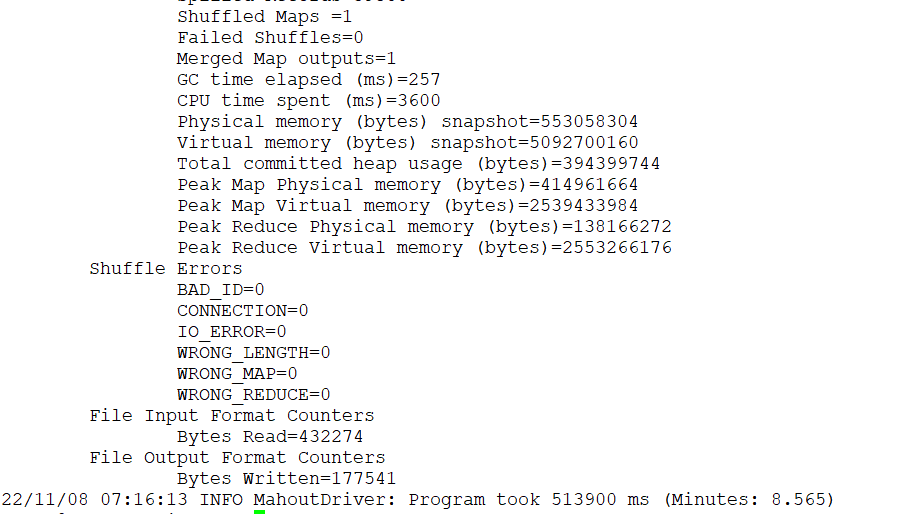 Shuffled Maps =1
Failed Shuffles=0
Merged Map outputs=1
GC time elapsed (ms)=257
CPU time spent (ms)=3600
Physical memory (bytes) snapshot=553058304
Virtual memory (bytes) snapshot=5092700160
Total committed heap usage (bytes)=394399744
Peak Map Physical memory (bytes)=414961664
Peak Map Virtual memory (bytes)=2539433984
Peak Reduce Physical memory (bytes)=138166272
Peak Reduce Virtual memory (bytes)=2553266176
Shuffle Errors
BAD_ID=0
CONNECTION=0
IO_ERROR=0
WRONG_LENGTH=0
WRONG_MAP=0
WRONG_REDUCE=0
File Input Format Counters
Bytes Read=432274
File Output Format Counters
Bytes Written=177541
22/11/08 07:16:13 INFO MahoutDriver: Program took 513900 ms (Minutes: 8.565)